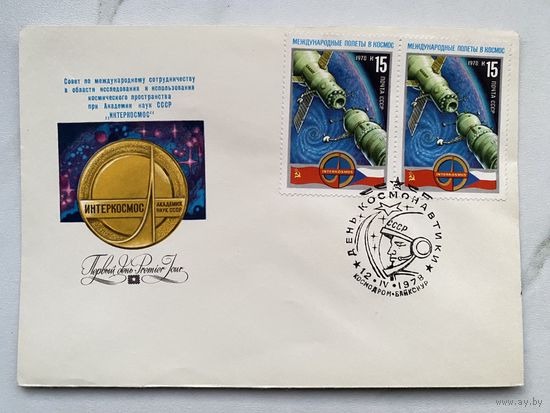 Совет по международному сотрудничеству
в области исследования и использования
космического пространства
при Академии наук СССР
„ИНТЕРКОСМОС"
ИНТЕРКОСМОС
АКАДЕМИЯ
НАУК СССР
Первый день Premier Jour
МЕЖДУНАРОДНЫЕ ПОЛЕТЫ В КОСМОС
1978 К 15
ПОЧТА СССР
INTERKOSMOS
МЕЖДУНАРОДНЫЕ ПОЛЕТЫ В КОСМОС
1978 К 15
ПОЧТА СССР
INTERKOSMOS
ДЕНЬ КОСМОНАВТИКИ
СССР
12·IV·1978
КОСМОДРОМ·БАЙКОНУР
www.ay.by